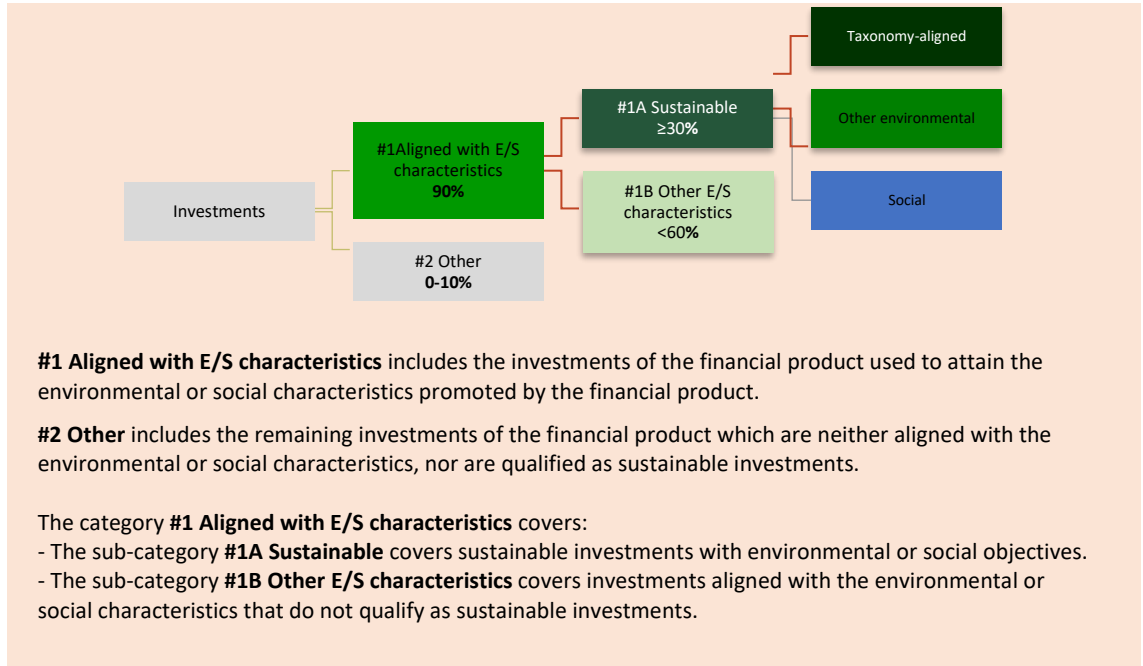 Taxonomy-aligned
#1A Sustainable
≥30%
Other environmental
#1Aligned with E/S
characteristics
90%
#1B Other E/S
characteristics
<60%
Investments
Social
#2 Other
0-10%
#1 Aligned with E/S characteristics includes the investments of the financial product used to attain the
environmental or social characteristics promoted by the financial product.
#2 Other includes the remaining investments of the financial product which are neither aligned with the
environmental or social characteristics, nor are qualified as sustainable investments.
The category #1 Aligned with E/S characteristics covers:
- The sub-category #1A Sustainable covers sustainable investments with environmental or social objectives.
- The sub-category #1B Other E/S characteristics covers investments aligned with the environmental or
social characteristics that do not qualify as sustainable investments.